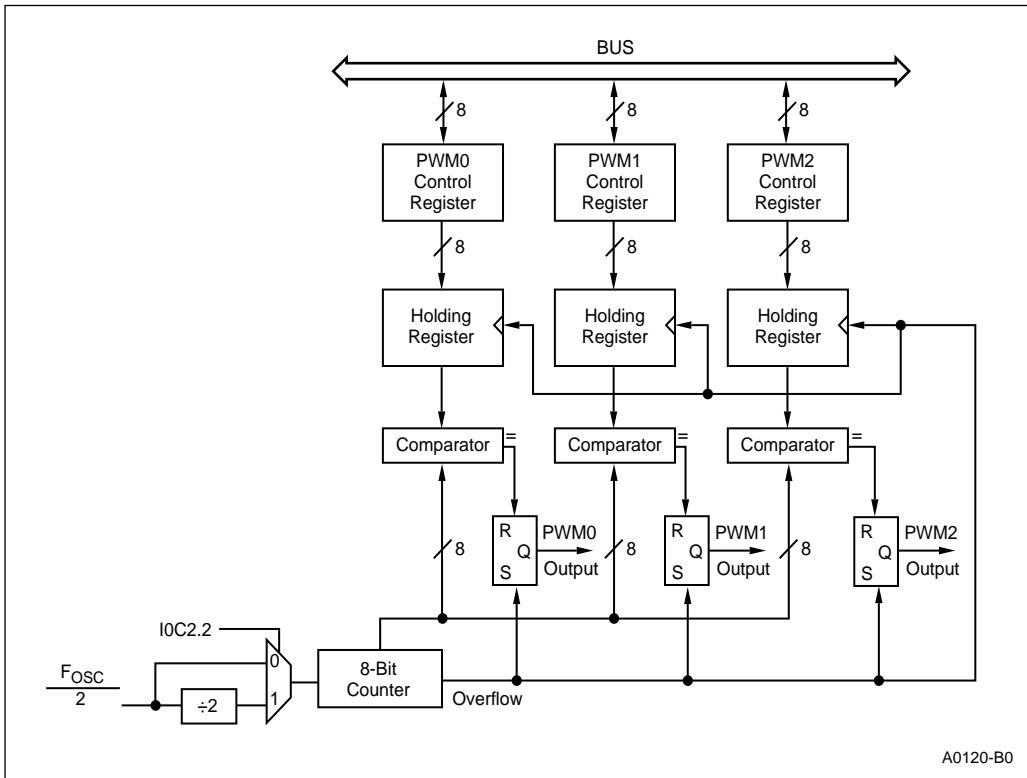 BUS
8
8
8
PWM0
Control
Register
PWM1
Control
Register
PWM2
Control
Register
8
8
8
Holding
Register
Holding
Register
Holding
Register
Comparator
=
Comparator
=
Comparator
=
8
R
Q
S
PWM0
Output
8
R
Q
S
PWM1
Output
8
R
Q
S
PWM2
Output
I0C2.2
FOSC
2
÷2
0
1
8-Bit
Counter
Overflow
A0120-B0